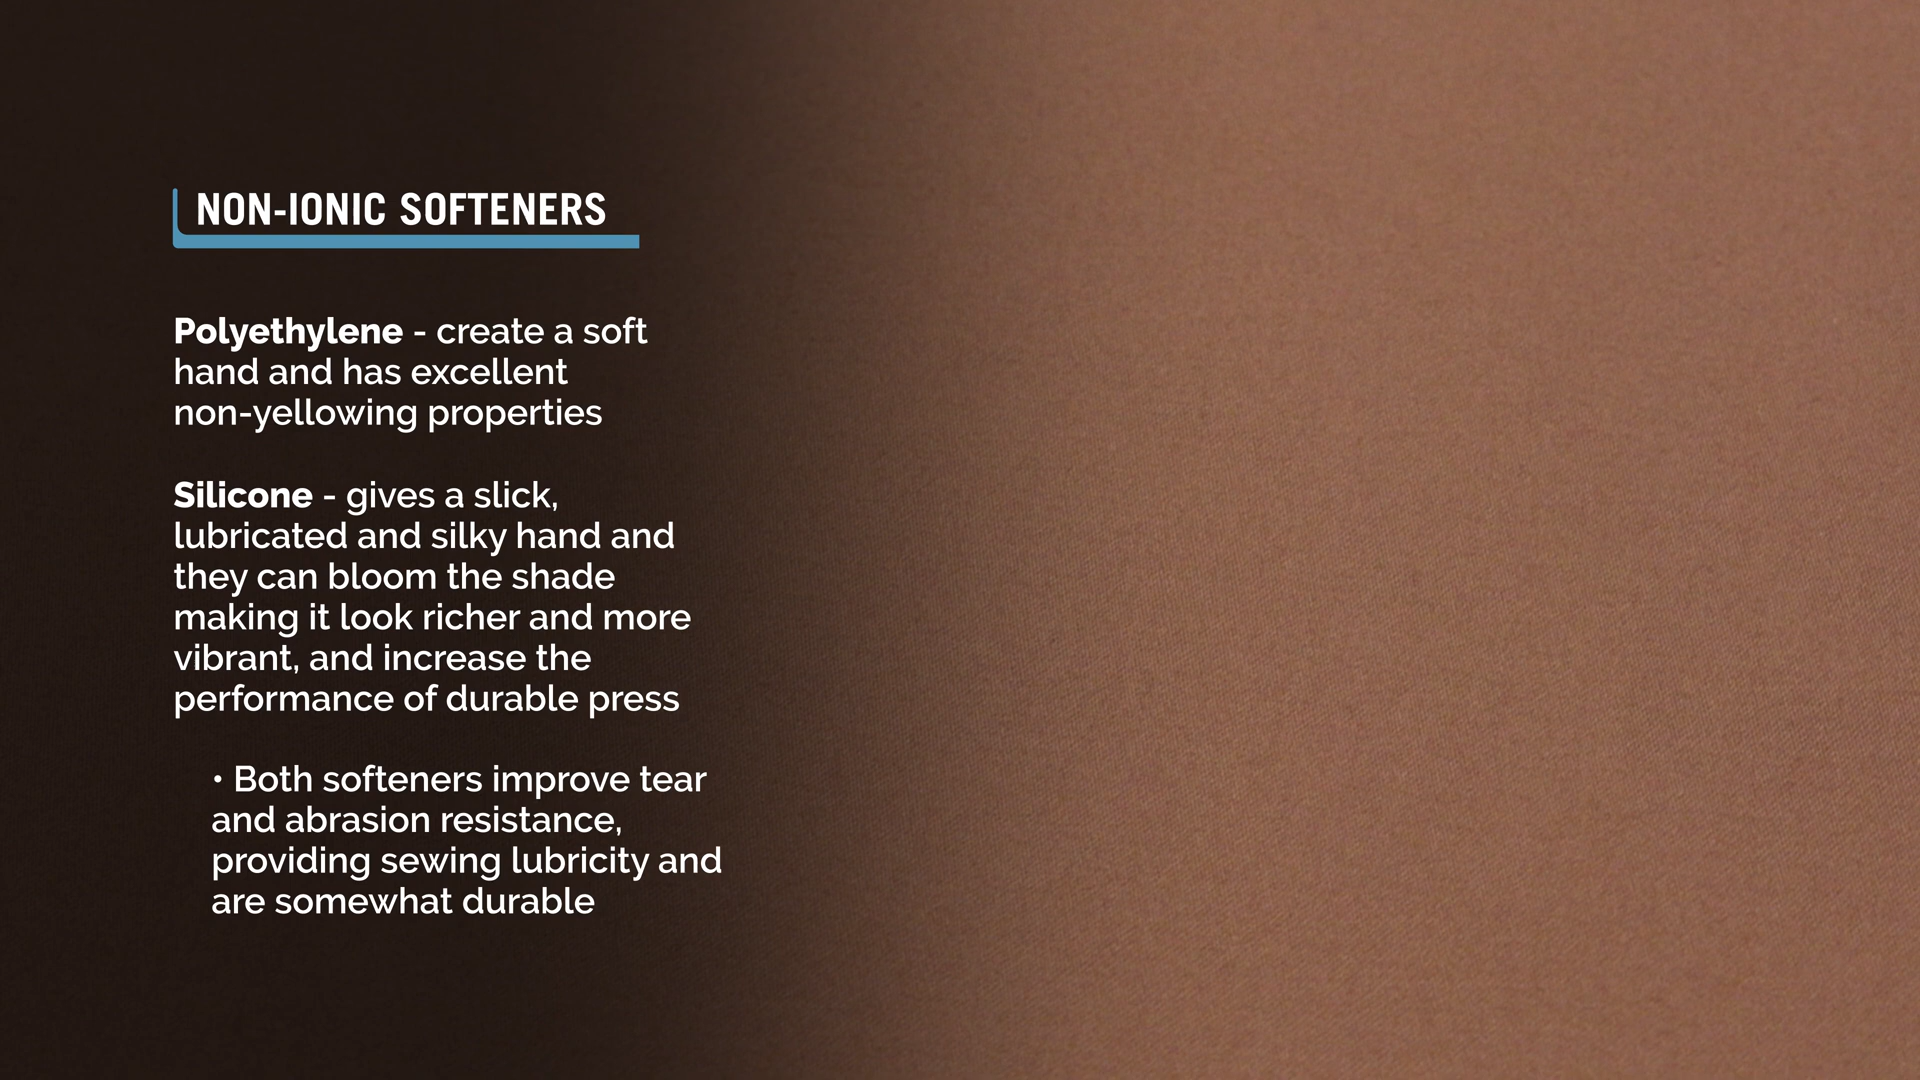 NON-IONIC SOFTENERS
Polyethylene - create a soft
hand and has excellent
non-yellowing properties
Silicone - gives a slick,
lubricated and silky hand and
they can bloom the shade
making it look richer and more
vibrant, and increase the
performance of durable press
• Both softeners improve tear
and abrasion resistance,
providing sewing lubricity and
are somewhat durable